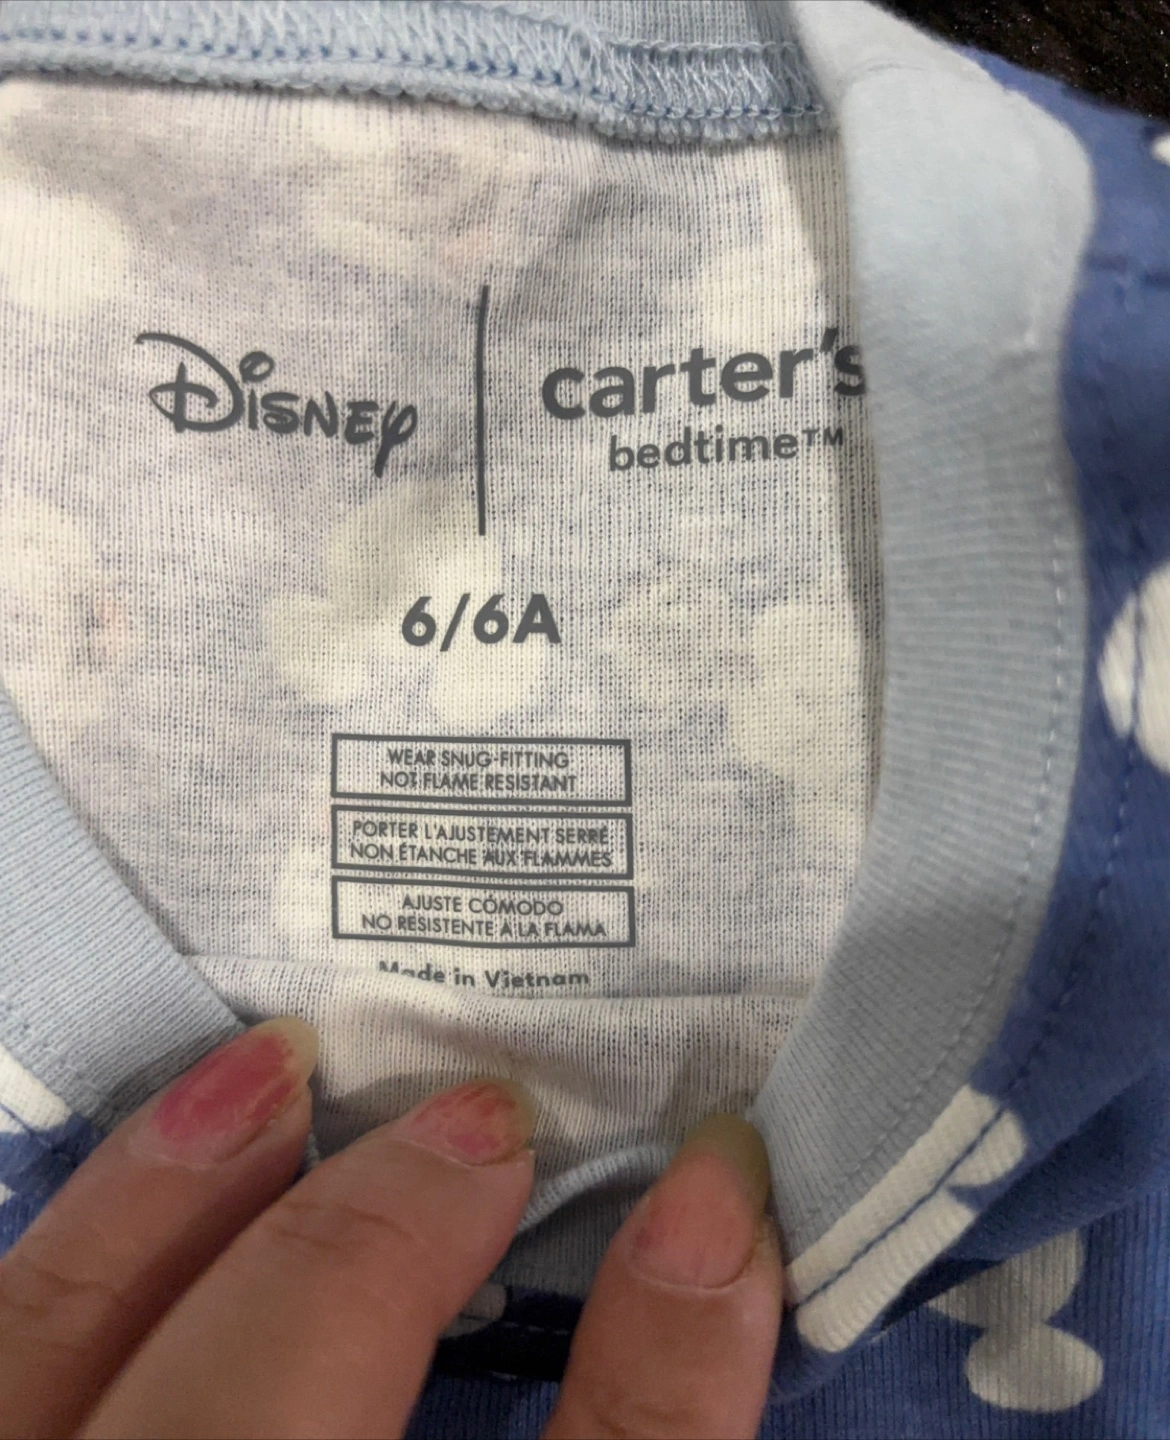 Disney
carter's
bedtime™
6/6A
WEAR SNUG-FITTING
NOT FLAME RESISTANT
PORTER L'AJUSTEMENT SERRÉ
NON ÉTANCHE AUX FLAMMES
AJUSTE CÓMODO
NO RESISTENTE A LA FLAMA
Made in Vietnam